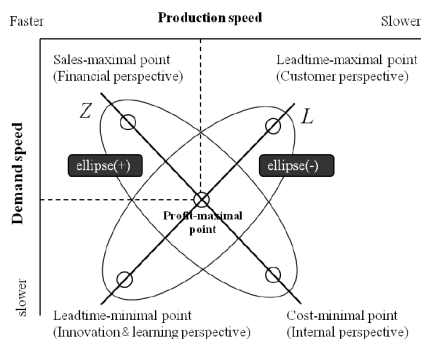 Production speed
Faster
Slower
Sales-maximal point
(Financial perspective)
Leadtime-maximal point
(Customer perspective)
Z
L
ellipse(+)
ellipse(-)
Demand speed
Profit-maximal
point
slower
Leadtime-minimal point
(Innovation & learning perspective)
Cost-minimal point
(Internal perspective)